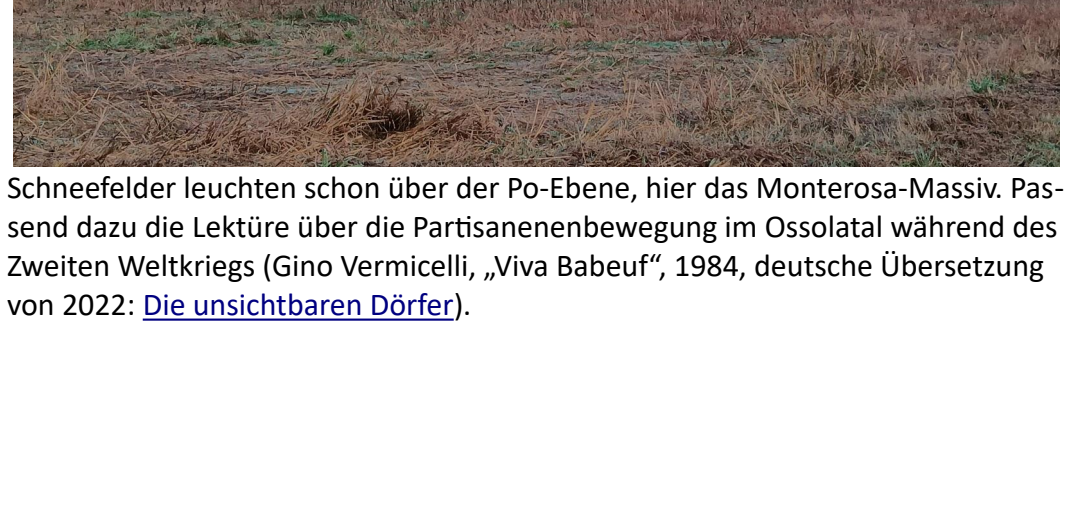 Schneefelder leuchten schon über der Po-Ebene, hier das Monterosa-Massiv. Pas-
send dazu die Lektüre über die Partisanenenbewegung im Ossolatal während des
Zweiten Weltkriegs (Gino Vermicelli, „Viva Babeuf“, 1984, deutsche Übersetzung
von 2022: Die unsichtbaren Dörfer).